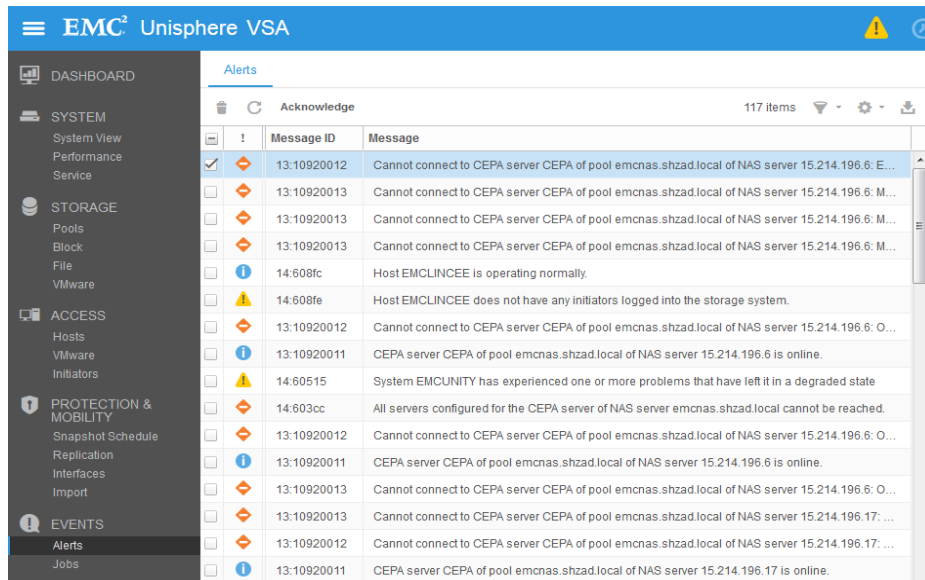 EMC² Unisphere VSA
DASHBOARD
SYSTEM
System View
Performance
Service
STORAGE
Pools
Block
File
VMware
ACCESS
Hosts
VMware
Initiators
PROTECTION &
MOBILITY
Snapshot Schedule
Replication
Interfaces
Import
EVENTS
Alerts
Jobs
Alerts
Acknowledge 117 items
! Message ID Message
13:10920012 Cannot connect to CEPA server CEPA of pool emcnas.shzad.local of NAS server 15.214.196.6: E...
13:10920013 Cannot connect to CEPA server CEPA of pool emcnas.shzad.local of NAS server 15.214.196.6: M...
13:10920013 Cannot connect to CEPA server CEPA of pool emcnas.shzad.local of NAS server 15.214.196.6: M...
13:10920013 Cannot connect to CEPA server CEPA of pool emcnas.shzad.local of NAS server 15.214.196.6: M...
14:608fc Host EMCLINCEE is operating normally.
14:608fe Host EMCLINCEE does not have any initiators logged into the storage system.
13:10920012 Cannot connect to CEPA server CEPA of pool emcnas.shzad.local of NAS server 15.214.196.6: O...
13:10920011 CEPA server CEPA of pool emcnas.shzad.local of NAS server 15.214.196.6 is online.
14:60515 System EMCUNITY has experienced one or more problems that have left it in a degraded state
14:603cc All servers configured for the CEPA server of NAS server emcnas.shzad.local cannot be reached.
13:10920012 Cannot connect to CEPA server CEPA of pool emcnas.shzad.local of NAS server 15.214.196.6: O...
13:10920011 CEPA server CEPA of pool emcnas.shzad.local of NAS server 15.214.196.6 is online.
13:10920013 Cannot connect to CEPA server CEPA of pool emcnas.shzad.local of NAS server 15.214.196.6: O...
13:10920013 Cannot connect to CEPA server CEPA of pool emcnas.shzad.local of NAS server 15.214.196.17: ...
13:10920012 Cannot connect to CEPA server CEPA of pool emcnas.shzad.local of NAS server 15.214.196.17: ...
13:10920011 CEPA server CEPA of pool emcnas.shzad.local of NAS server 15.214.196.17 is online.